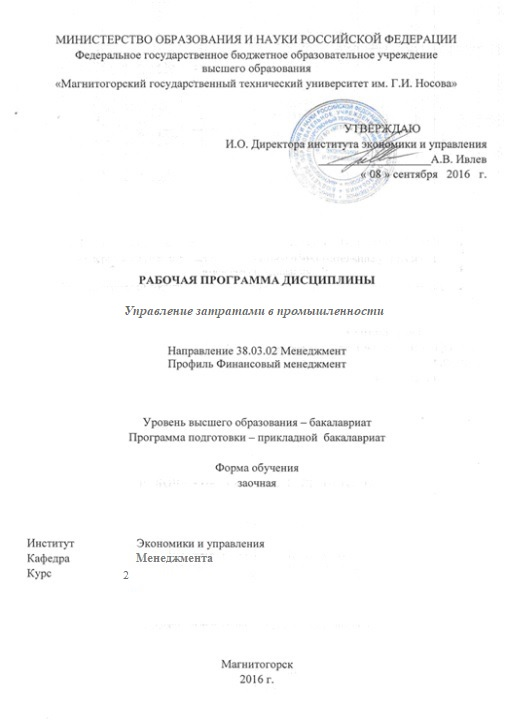 МИНИСТЕРСТВО ОБРАЗОВАНИЯ И НАУКИ РОССИЙСКОЙ ФЕДЕРАЦИИ
Федеральное государственное бюджетное образовательное учреждение
высшего образования
«Магнитогорский государственный технический университет им. Г.И. Носова»
УТВЕРЖДАЮ
И.О. Директора института экономики и управления
А.В. Ивлев
« 08 » сентября 2016 г.
РАБОЧАЯ ПРОГРАММА ДИСЦИПЛИНЫ
Управление затратами в промышленности
Направление 38.03.02 Менеджмент
Профиль Финансовый менеджмент
Уровень высшего образования – бакалавриат
Программа подготовки – прикладной бакалавриат
Форма обучения
заочная
Институт Экономики и управления
Кафедра Менеджмента
Курс 2
Магнитогорск
2016 г.